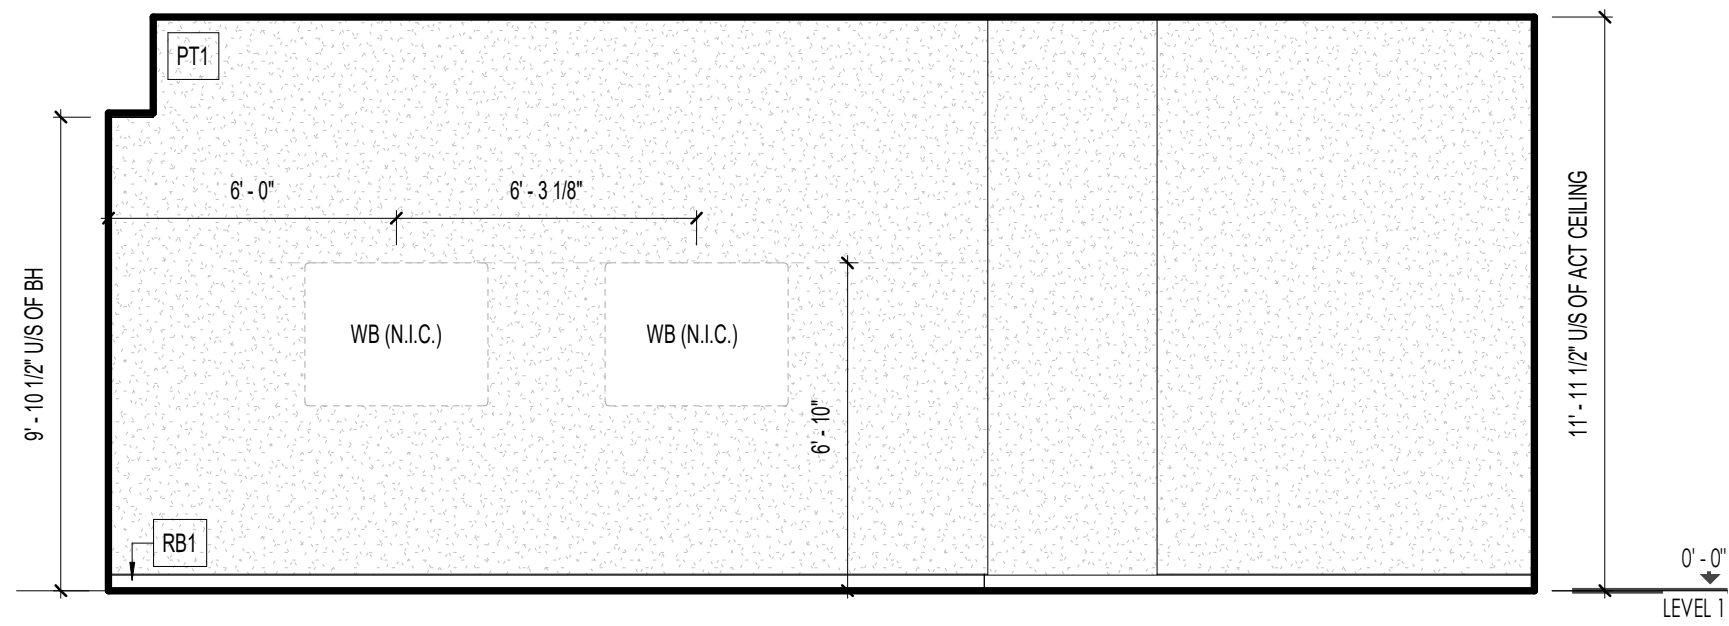 PT1
6' - 0"
6' - 3 1/8"
9' - 10 1/2" U/S OF BH
11' - 11 1/2" U/S OF ACT CEILING
WB (N.I.C.)
WB (N.I.C.)
6' - 10"
RB1
0' - 0"
LEVEL 1